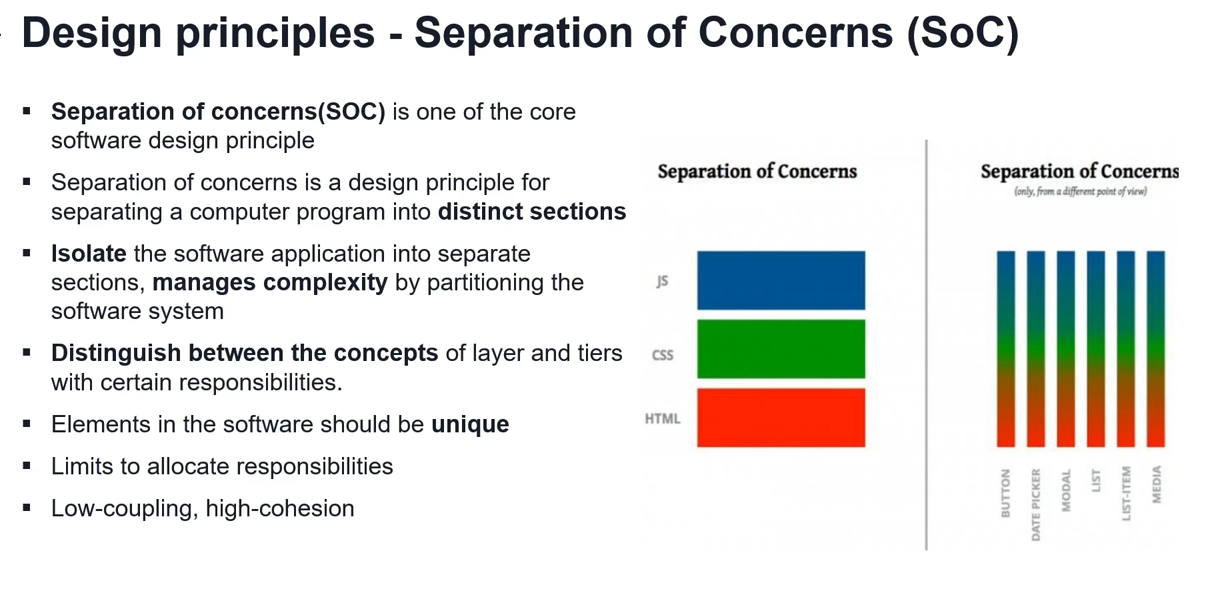 Design principles - Separation of Concerns (SoC)
▪ Separation of concerns(SOC) is one of the core
software design principle
▪ Separation of concerns is a design principle for
separating a computer program into distinct sections
▪ Isolate the software application into separate
sections, manages complexity by partitioning the
software system
▪ Distinguish between the concepts of layer and tiers
with certain responsibilities.
▪ Elements in the software should be unique
▪ Limits to allocate responsibilities
▪ Low-coupling, high-cohesion
Separation of Concerns
JS
CSS
HTML
Separation of Concerns
(only, from a different point of view)
BUTTON
DATE PICKER
MODAL
LIST
LIST-ITEM
MEDIA